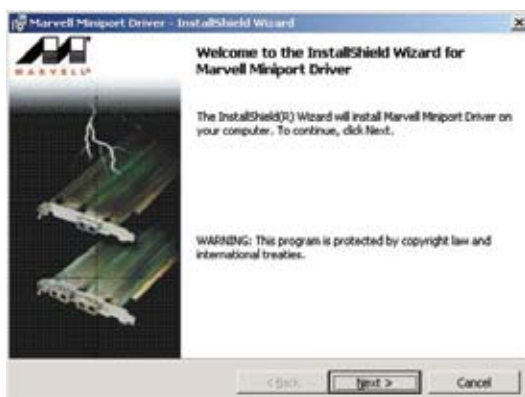 Marvell Miniport Driver - InstallShield Wizard
MARVELL®
Welcome to the InstallShield Wizard for
Marvell Miniport Driver
The InstallShield(R) Wizard will install Marvell Miniport Driver on
your computer. To continue, click Next.
WARNING: This program is protected by copyright law and
international treaties.
< Back
Next >
Cancel